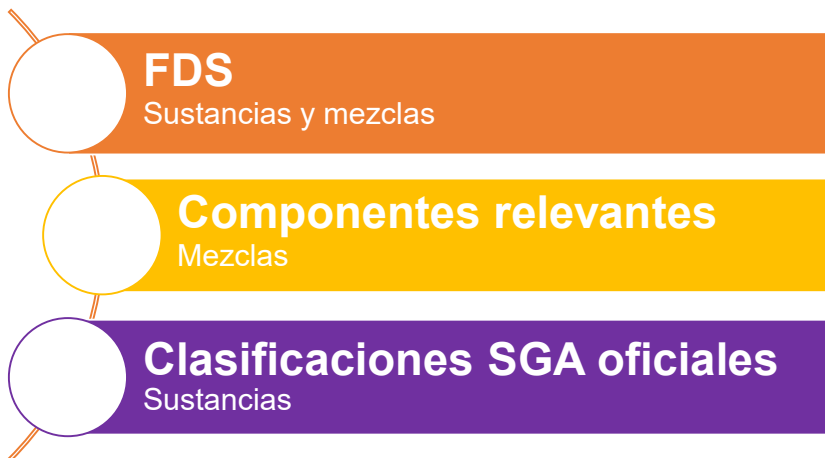 FDS
Sustancias y mezclas
Componentes relevantes
Mezclas
Clasificaciones SGA oficiales
Sustancias